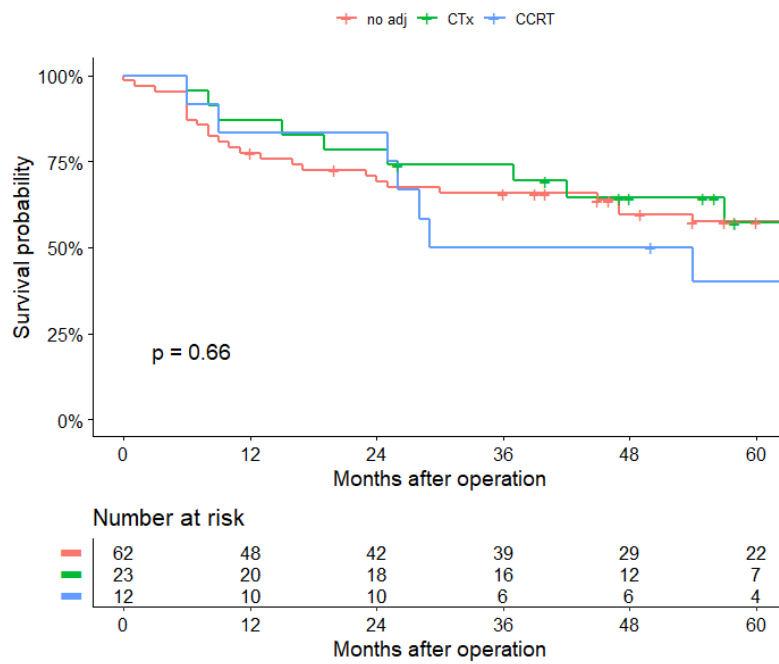 no adj CTx CCRT
100%
75%
50%
25%
0%
Survival probability
p = 0.66
0 12 24 36 48 60
Months after operation
Number at risk
62 48 42 39 29 22
23 20 18 16 12 7
12 10 10 6 6 4
0 12 24 36 48 60
Months after operation